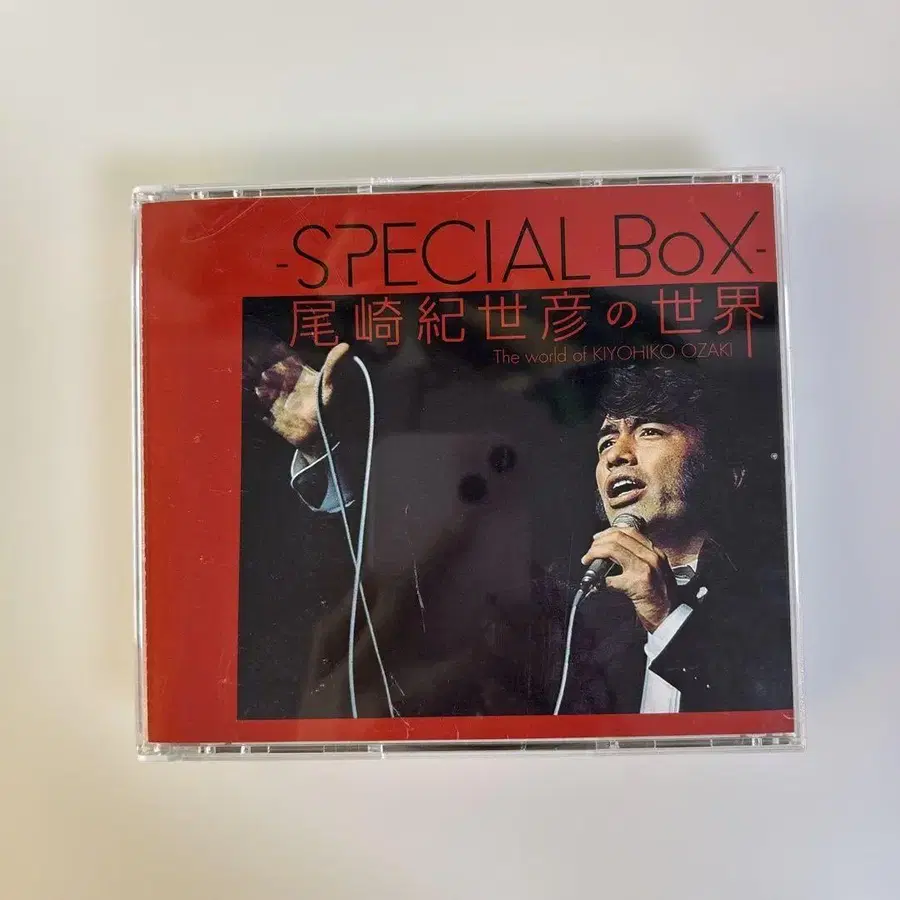 -SPECIAL BoX-
尾崎紀世彦の世界
The world of KIYOHIKO OZAKI